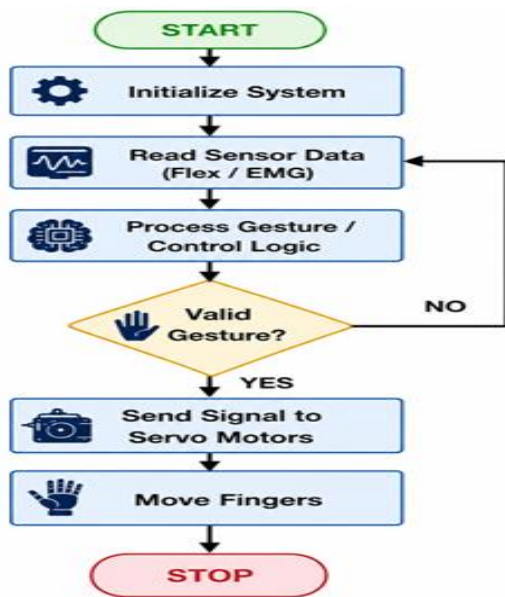 START
Initialize System
Read Sensor Data
(Flex / EMG)
Process Gesture /
Control Logic
Valid
Gesture?
NO
YES
Send Signal to
Servo Motors
Move Fingers
STOP